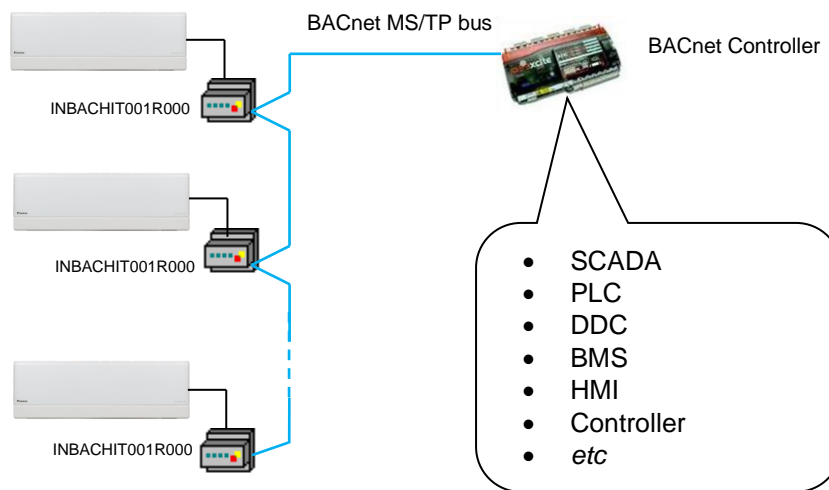 BACnet MS/TP bus
BACnet Controller
INBACHIT001R000
INBACHIT001R000
• SCADA
• PLC
• DDC
• BMS
• HMI
• Controller
• etc
INBACHIT001R000